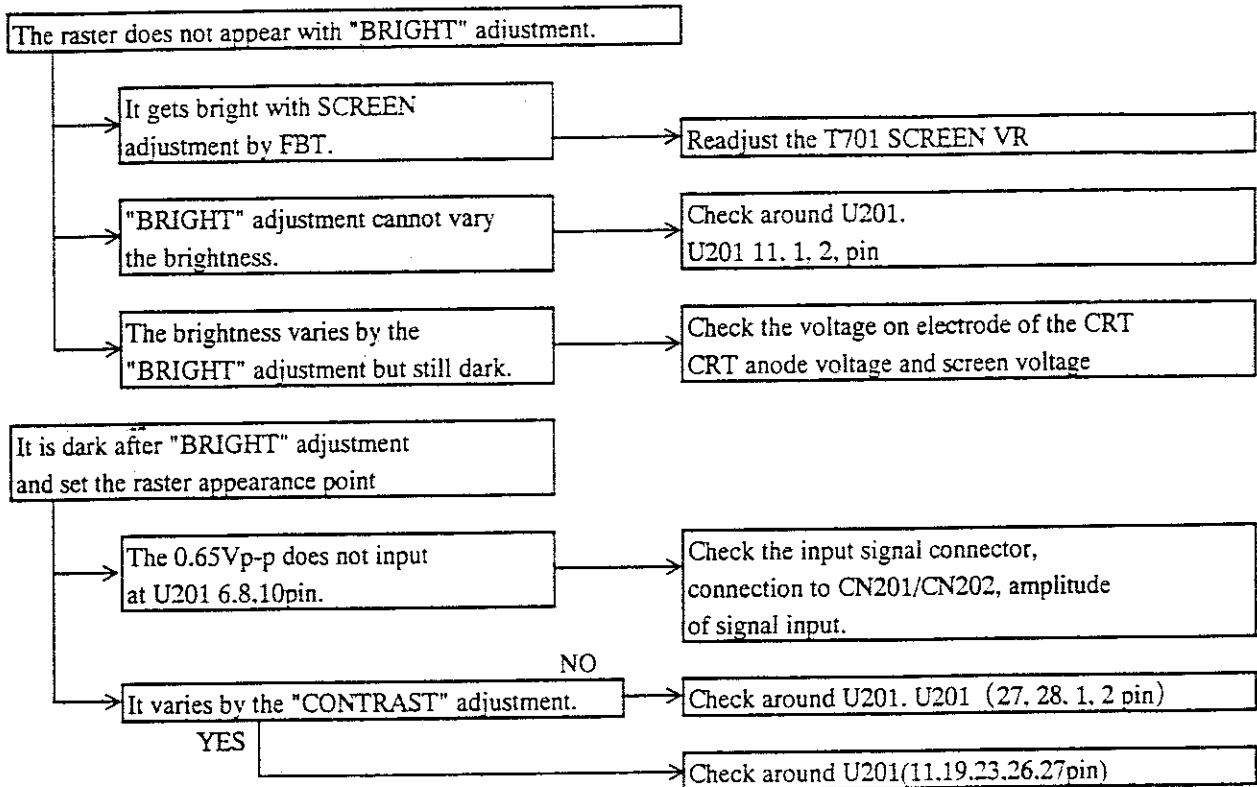 The raster does not appear with "BRIGHT" adjustment.
It gets bright with SCREEN
adjustment by FBT.
Readjust the T701 SCREEN VR
"BRIGHT" adjustment cannot vary
the brightness.
Check around U201.
U201 11. 1, 2, pin
The brightness varies by the
"BRIGHT" adjustment but still dark.
Check the voltage on electrode of the CRT
CRT anode voltage and screen voltage
It is dark after "BRIGHT" adjustment
and set the raster appearance point
The 0.65Vp-p does not input
at U201 6.8.10pin.
Check the input signal connector,
connection to CN201/CN202, amplitude
of signal input.
It varies by the "CONTRAST" adjustment.
NO
Check around U201. U201 (27, 28. 1, 2 pin)
YES
Check around U201(11.19.23.26.27pin)